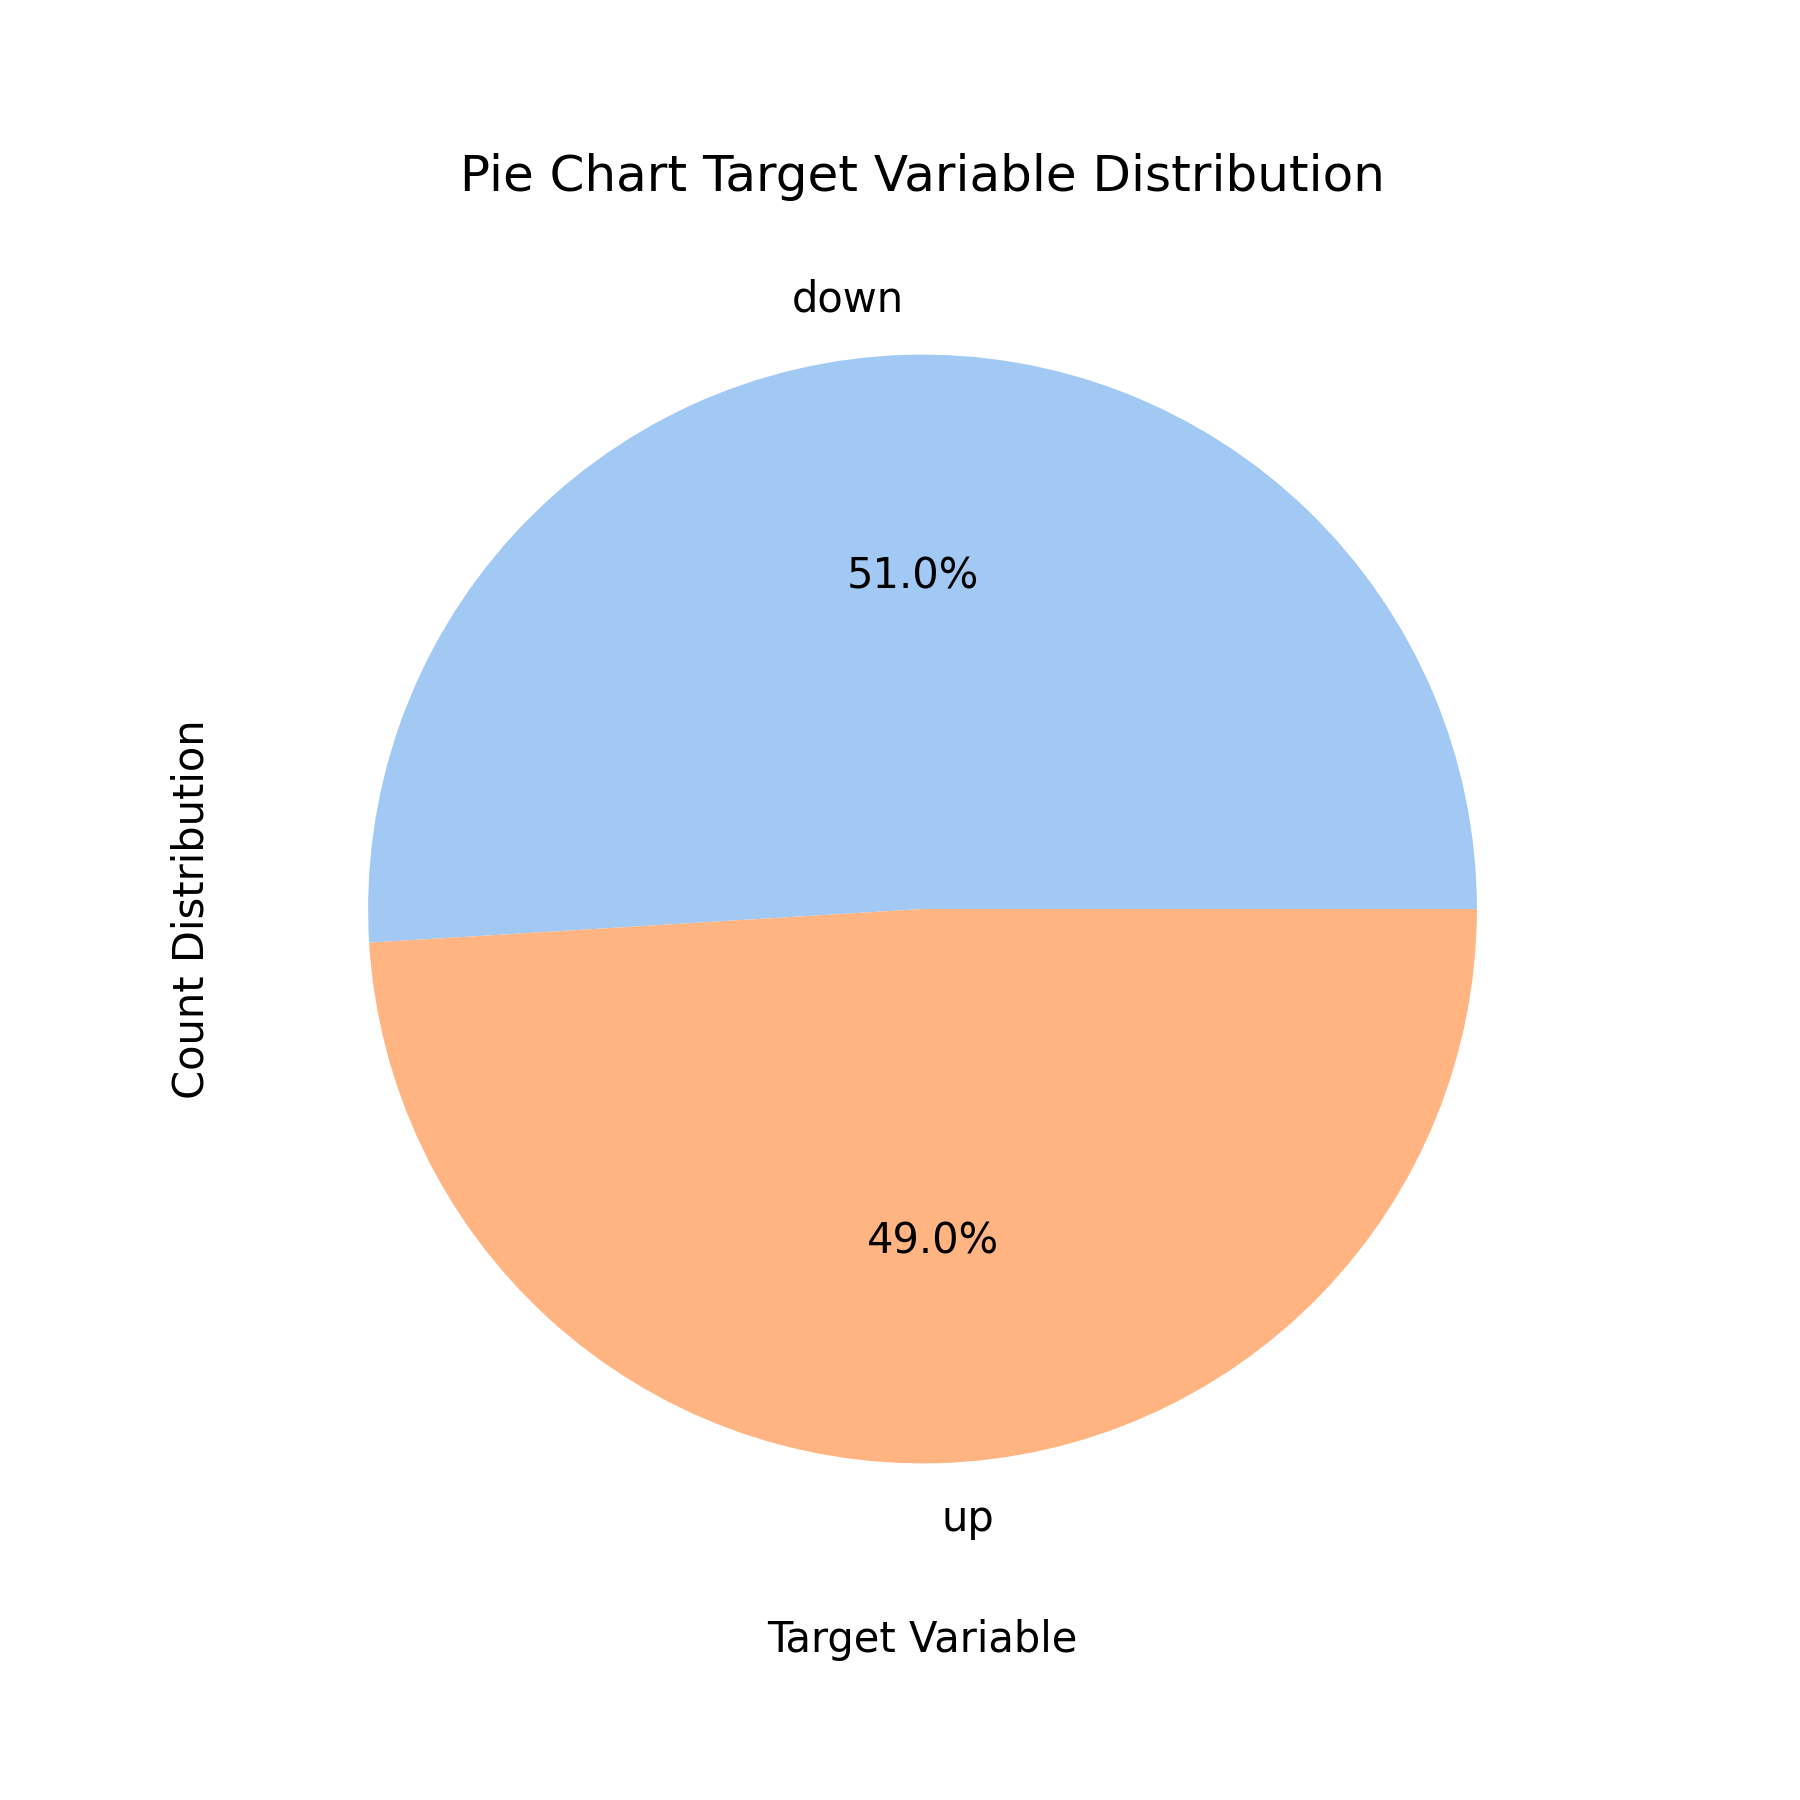 Pie Chart Target Variable Distribution
down
51.0%
Count Distribution
49.0%
up
Target Variable